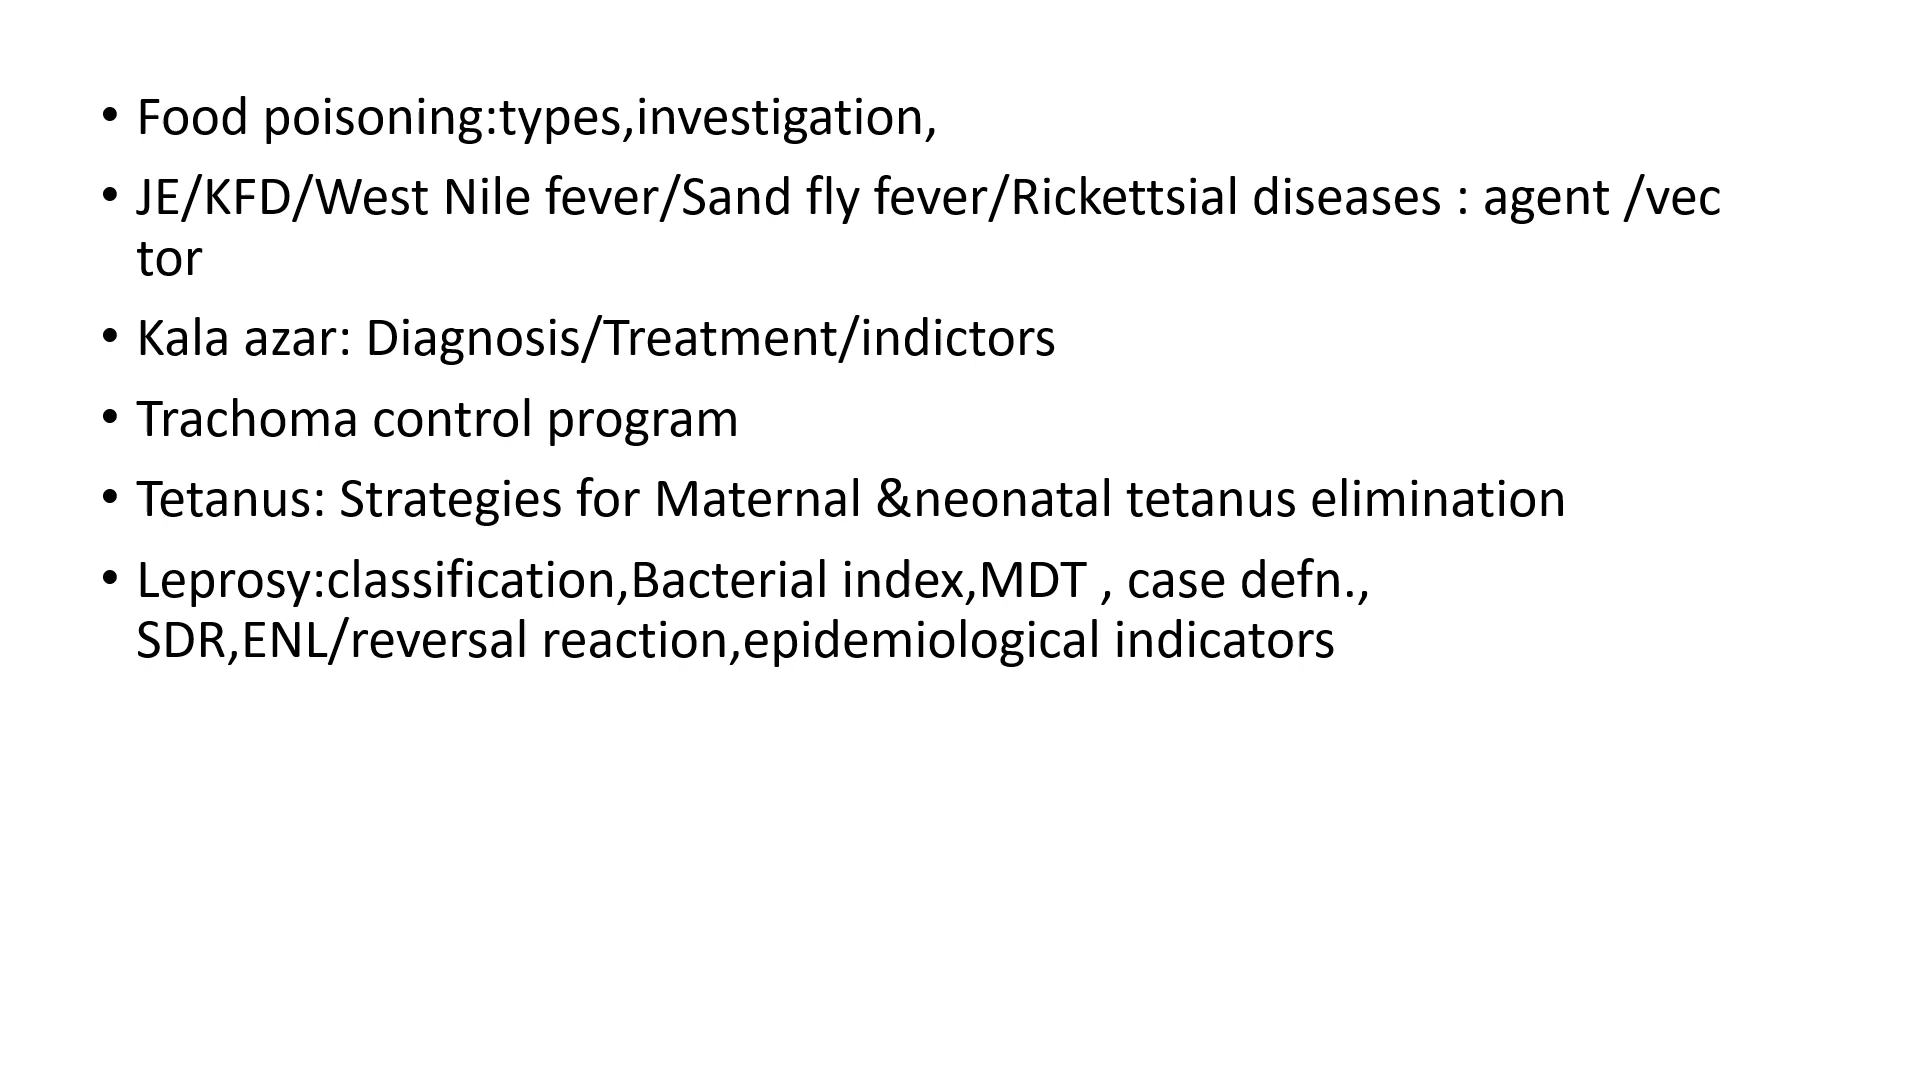 • Food poisoning:types,investigation,
• JE/KFD/West Nile fever/Sand fly fever/Rickettsial diseases : agent /vec
tor
• Kala azar: Diagnosis/Treatment/indictors
• Trachoma control program
• Tetanus: Strategies for Maternal &neonatal tetanus elimination
• Leprosy:classification,Bacterial index,MDT , case defn.,
SDR,ENL/reversal reaction,epidemiological indicators